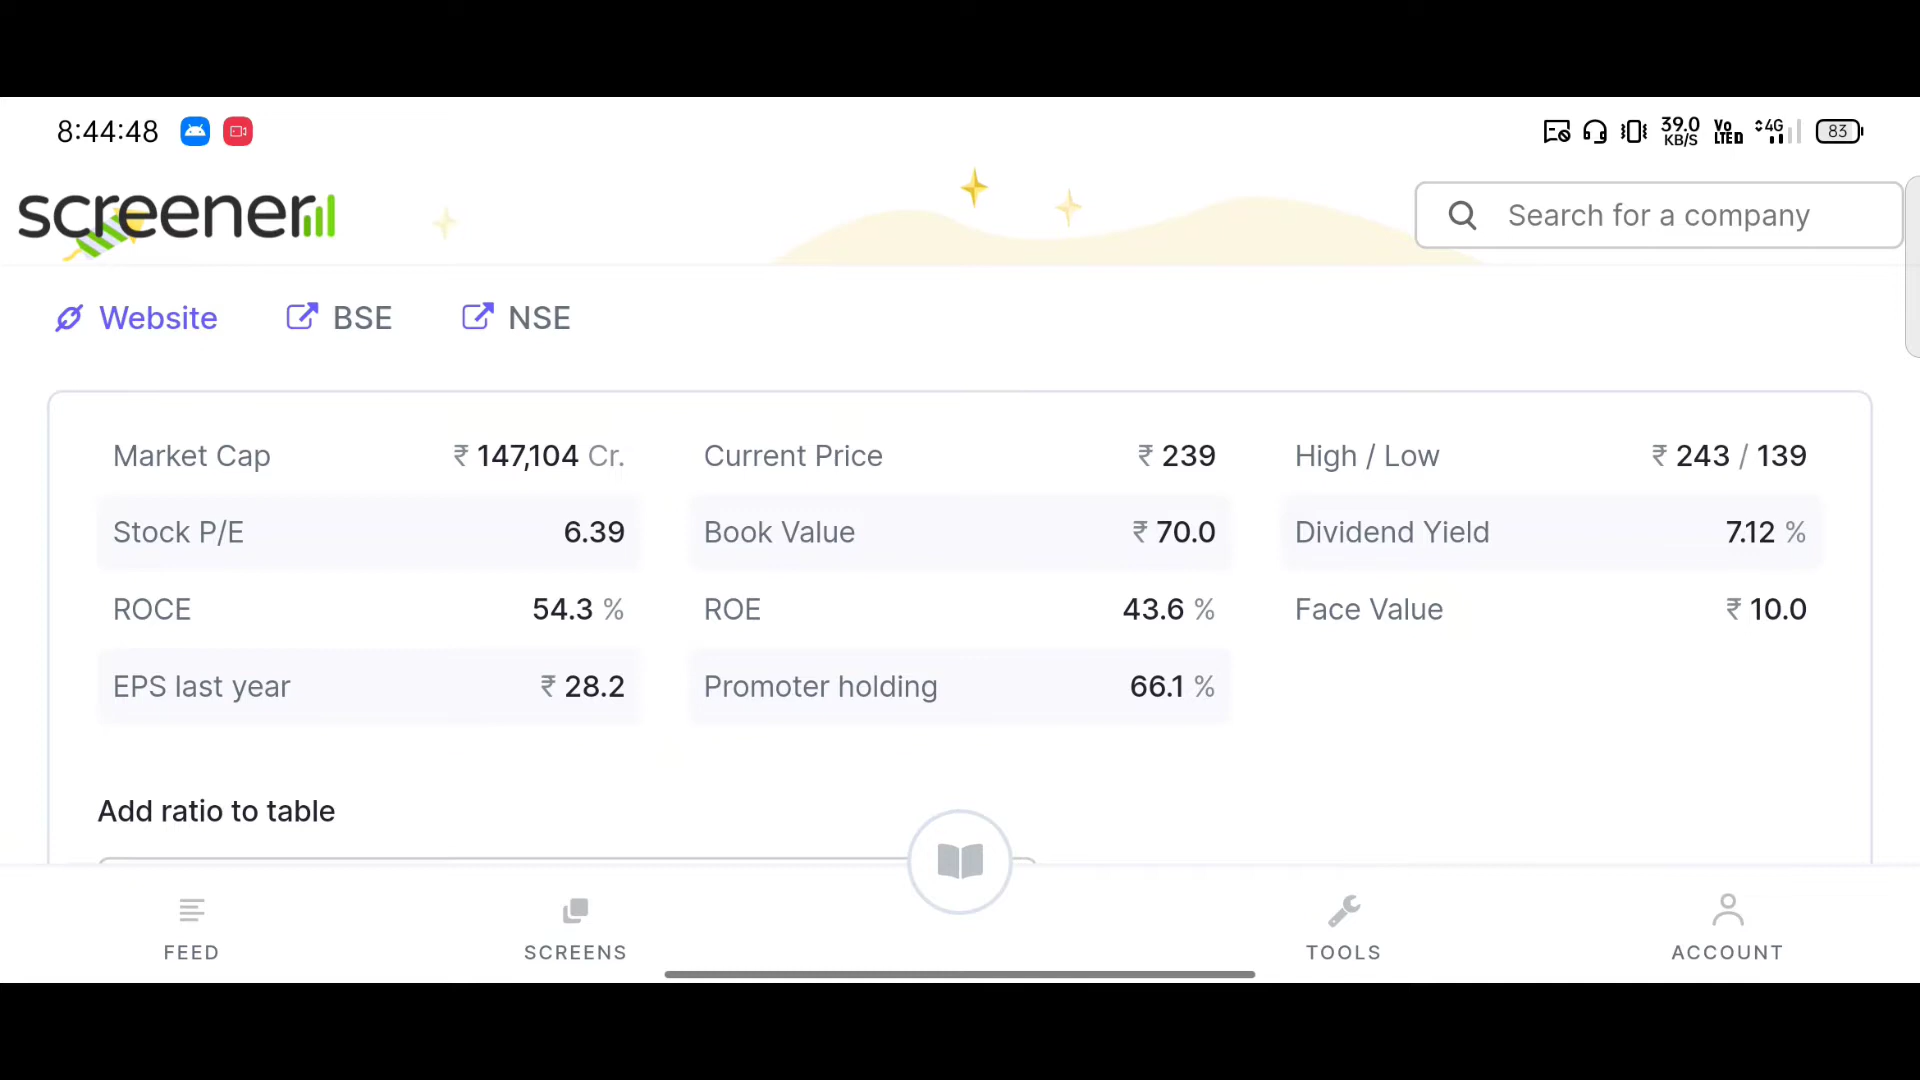 8:44:48 39.0 KB/S Vo LTED 4G 83
screener
Search for a company
Website BSE NSE
Market Cap ₹ 147,104 Cr. Current Price ₹ 239 High / Low ₹ 243 / 139
Stock P/E 6.39 Book Value ₹ 70.0 Dividend Yield 7.12 %
ROCE 54.3 % ROE 43.6 % Face Value ₹ 10.0
EPS last year ₹ 28.2 Promoter holding 66.1 %
Add ratio to table
FEED SCREENS TOOLS ACCOUNT